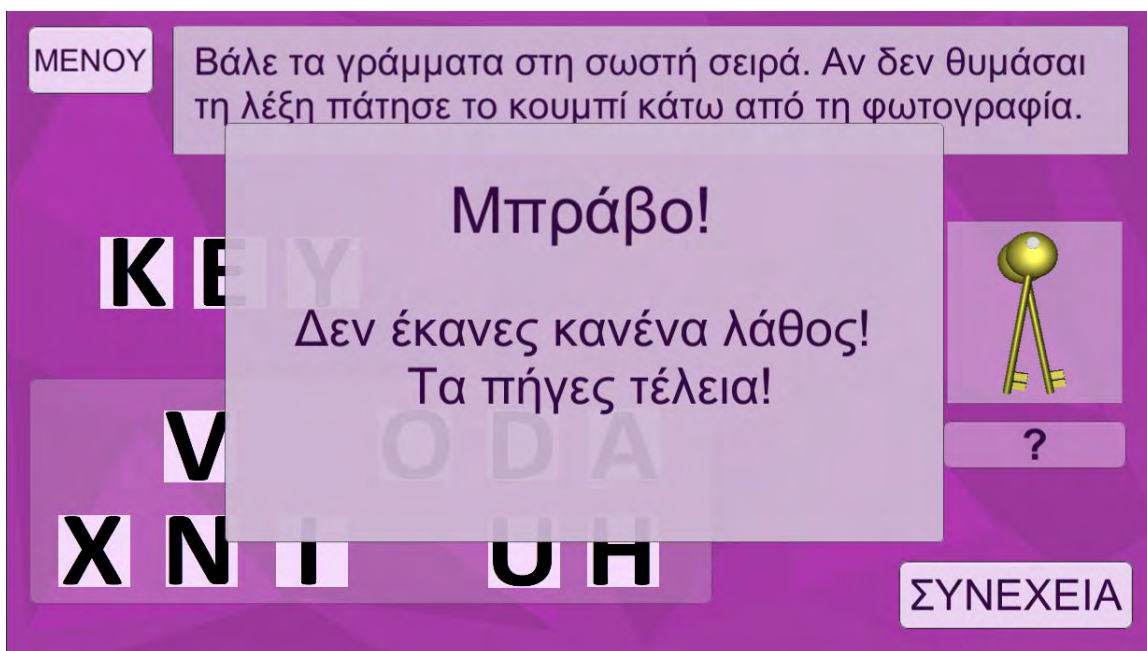 ΜΕΝΟΥ
Βάλε τα γράμματα στη σωστή σειρά. Αν δεν θυμάσαι
τη λέξη πάτησε το κουμπί κάτω από τη φωτογραφία.
Μπράβο!
K E Y
Δεν έκανες κανένα λάθος!
Τα πήγες τέλεια!
V O D A
?
X N I U H
ΣΥΝΕΧΕΙΑ